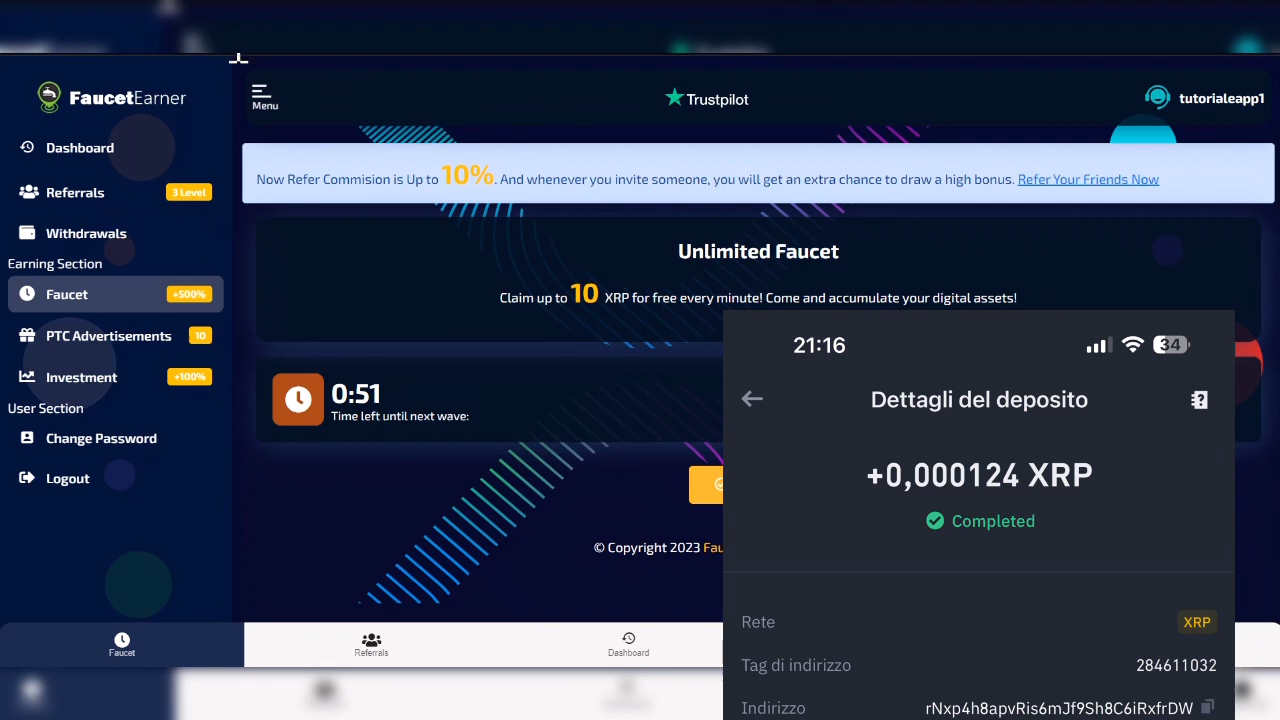 FaucetEarner
Menu
Trustpilot
tutorialeapp1
Dashboard
Referrals 3 Level
Withdrawals
Earning Section
Faucet +500%
PTC Advertisements 10
Investment +100%
User Section
Change Password
Logout
Now Refer Commision is Up to 10%. And whenever you invite someone, you will get an extra chance to draw a high bonus. Refer Your Friends Now
Unlimited Faucet
Claim up to 10 XRP for free every minute! Come and accumulate your digital assets!
0:51
Time left until next wave:
© Copyright 2023 Fau
Faucet
Referrals
Dashboard
21:16
34
Dettagli del deposito
+0,000124 XRP
Completed
Rete XRP
Tag di indirizzo 284611032
Indirizzo rNxp4h8apvRis6mJf9Sh8C6iRxfrDW